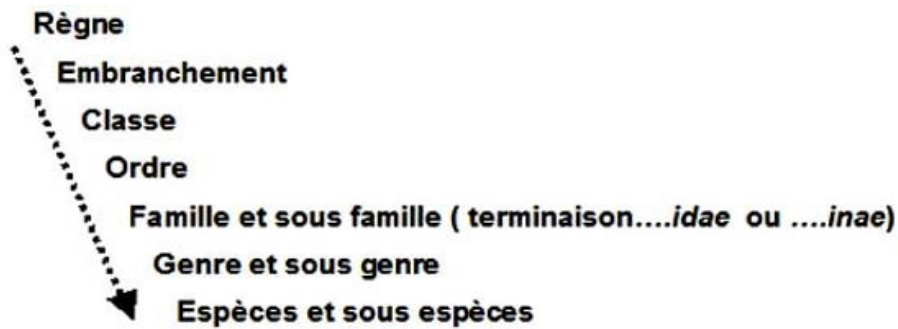 Règne
Embranchement
Classe
Ordre
Famille et sous famille ( terminaison....idae ou ....inae)
Genre et sous genre
Espèces et sous espèces